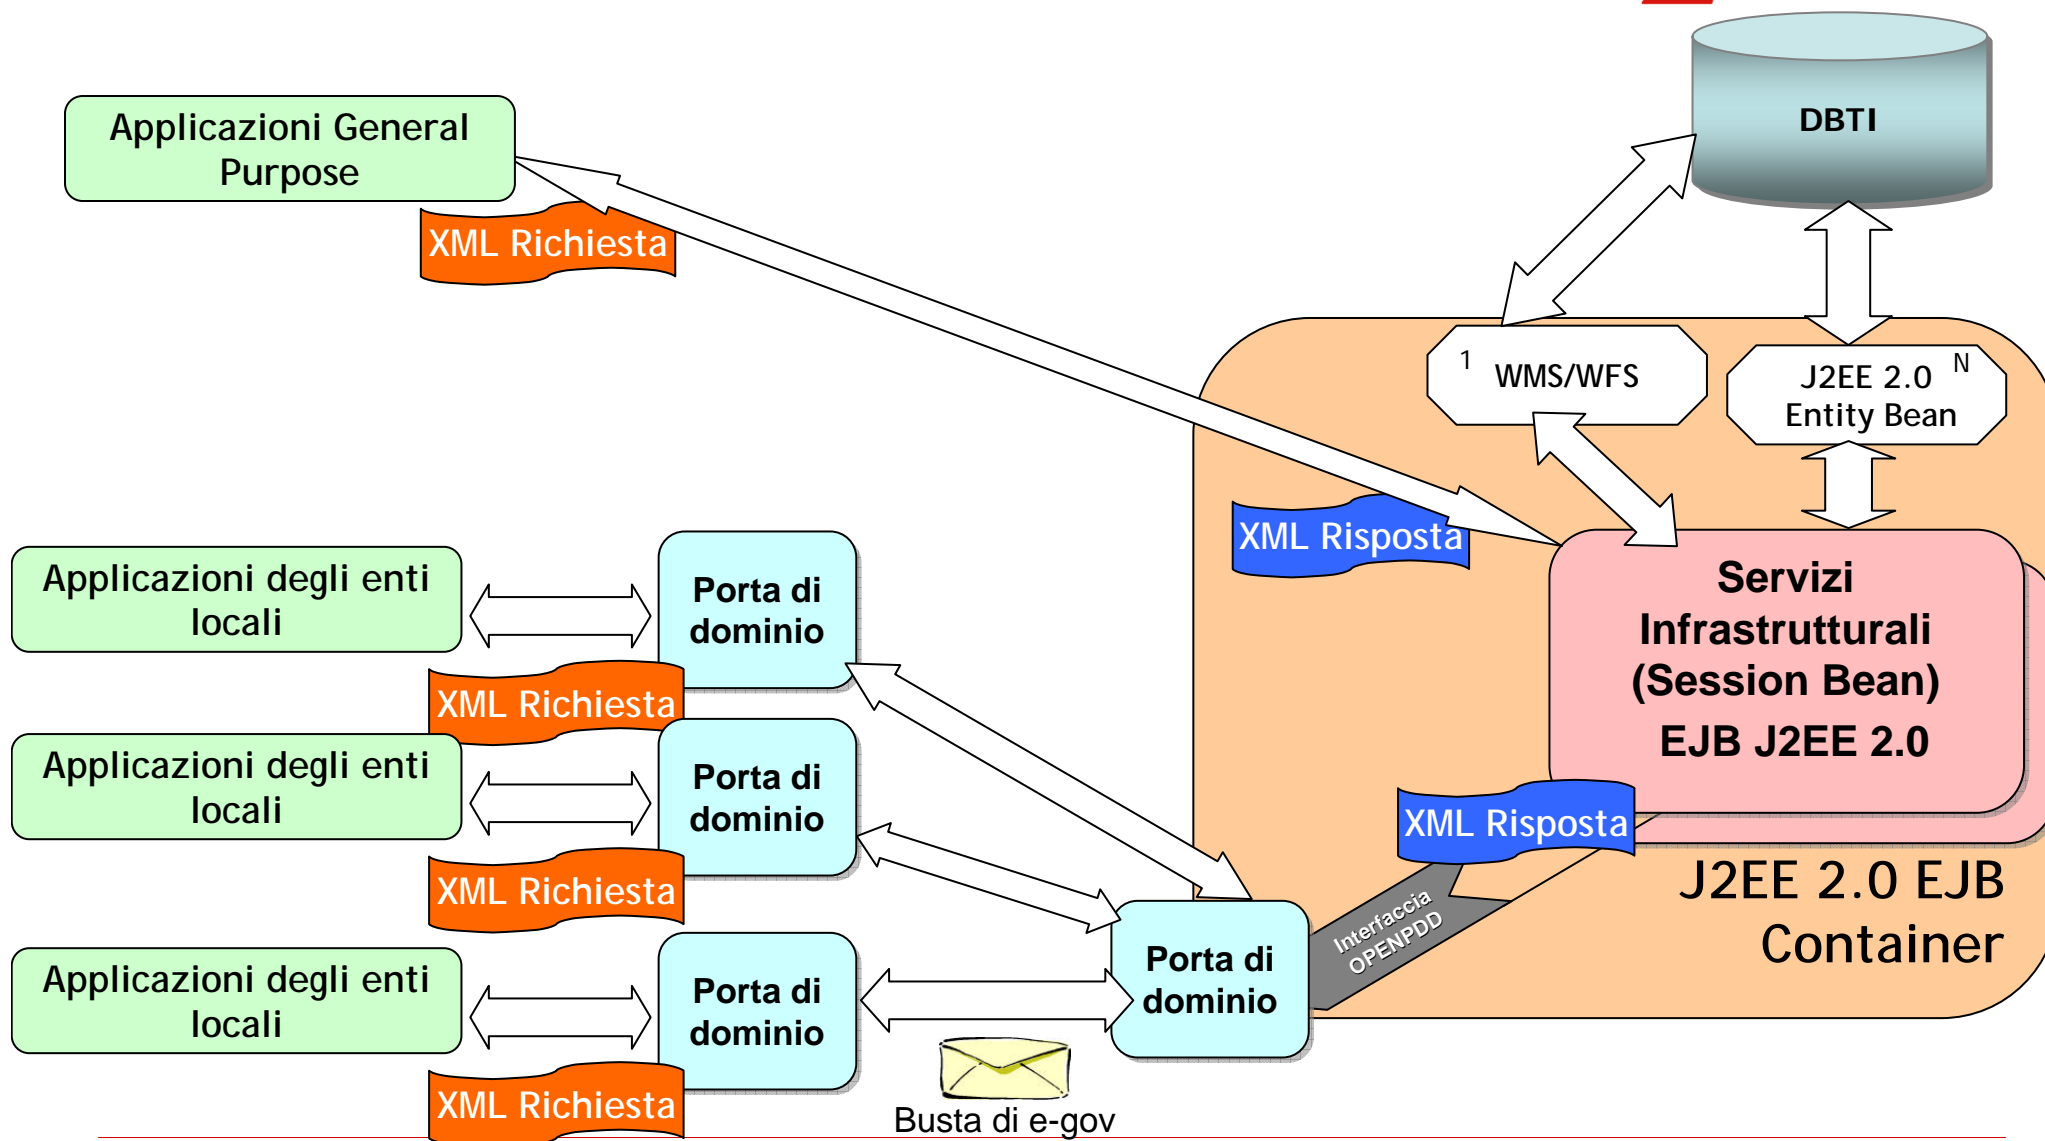 DBTI
Applicazioni General
Purpose
XML Richiesta
1 WMS/WFS
J2EE 2.0 N
Entity Bean
XML Risposta
Applicazioni degli enti
locali
Porta di
dominio
Servizi
Infrastrutturali
(Session Bean)
EJB J2EE 2.0
XML Richiesta
Applicazioni degli enti
locali
Porta di
dominio
XML Risposta
XML Richiesta
J2EE 2.0 EJB
Container
Interfaccia
OPENPDD
Applicazioni degli enti
locali
Porta di
dominio
Porta di
dominio
XML Richiesta
Busta di e-gov